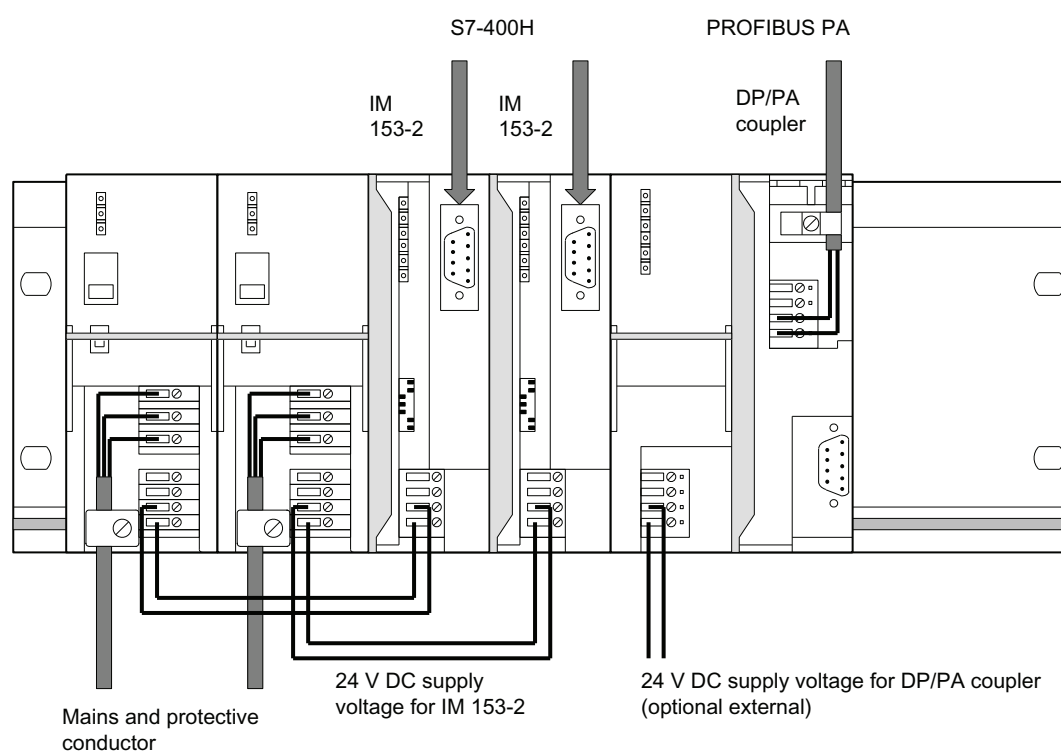 S7-400H
PROFIBUS PA
IM
153-2
IM
153-2
DP/PA
coupler
24 V DC supply
voltage for IM 153-2
24 V DC supply voltage for DP/PA coupler
(optional external)
Mains and protective
conductor